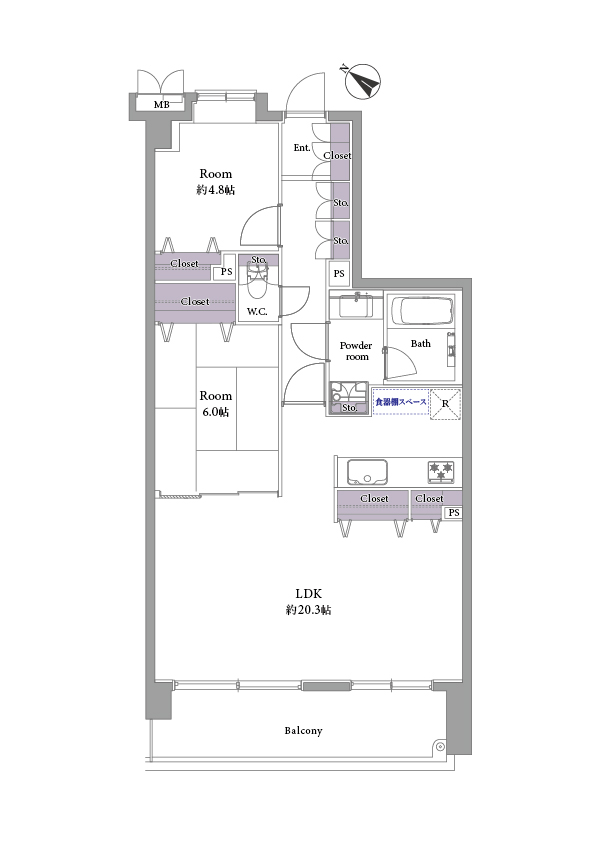 N
MB
Ent.
Closet
Room
約4.8帖
Sto.
Sto.
Closet
PS
Sto.
PS
Closet
W.C.
Powder
room
Bath
Room
6.0帖
Sto.
食器棚スペース
R
Closet
Closet
PS
LDK
約20.3帖
Balcony